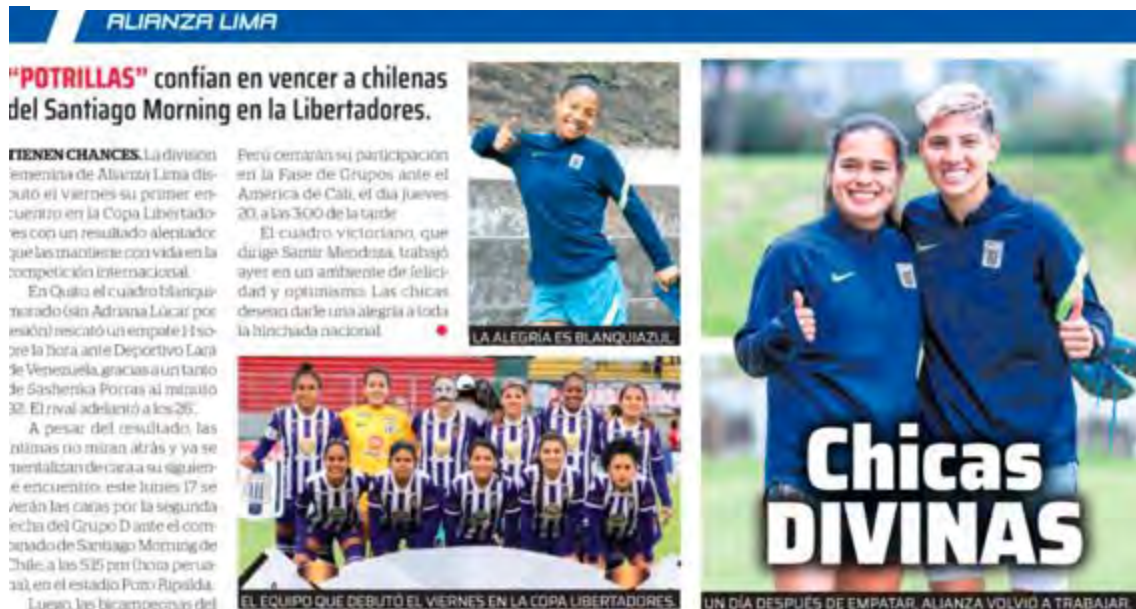 ALIANZA LIMA
"POTRILLAS" confían en vencer a chilenas
del Santiago Morning en la Libertadores.
TIENEN CHANCES. La división
femenina de Alianza Lima dis-
putó el viernes su primer en-
cuentro en la Copa Libertado-
res con un resultado alentador
que las mantiene con vida en la
competición internacional.
En Quito, el cuadro blanqui-
morado (sin Adriana Lúcar por
lesión) rescató un empate 1-1 so-
bre la hora ante Deportivo Lara
de Venezuela, gracias a un tanto
de Sashenka Porras al minuto
92. El rival adelantó a los 26'.
A pesar del resultado, las
íntimas no miran atrás y ya se
mentalizan de cara a su siguien-
te encuentro: este lunes 17 se
verán las caras por la segunda
fecha del Grupo D ante el com-
binado de Santiago Morning de
Chile, a las 5:15 pm (hora perua-
na), en el estadio Pozo Ripalda.
Luego, las bicampeonas del
Perú cerrarán su participación
en la Fase de Grupos ante el
América de Cali, el día jueves
20, a las 3:00 de la tarde
El cuadro victoriano, que
dirige Samir Mendoza, trabajó
ayer en un ambiente de felici-
dad y optimismo. Las chicas
desean darle una alegría a toda
la hinchada nacional.
LA ALEGRÍA ES BLANQUIAZUL.
EL EQUIPO QUE DEBUTÓ EL VIERNES EN LA COPA LIBERTADORES.
Chicas
DIVINAS
UN DÍA DESPUÉS DE EMPATAR, ALIANZA VOLVIÓ A TRABAJAR.